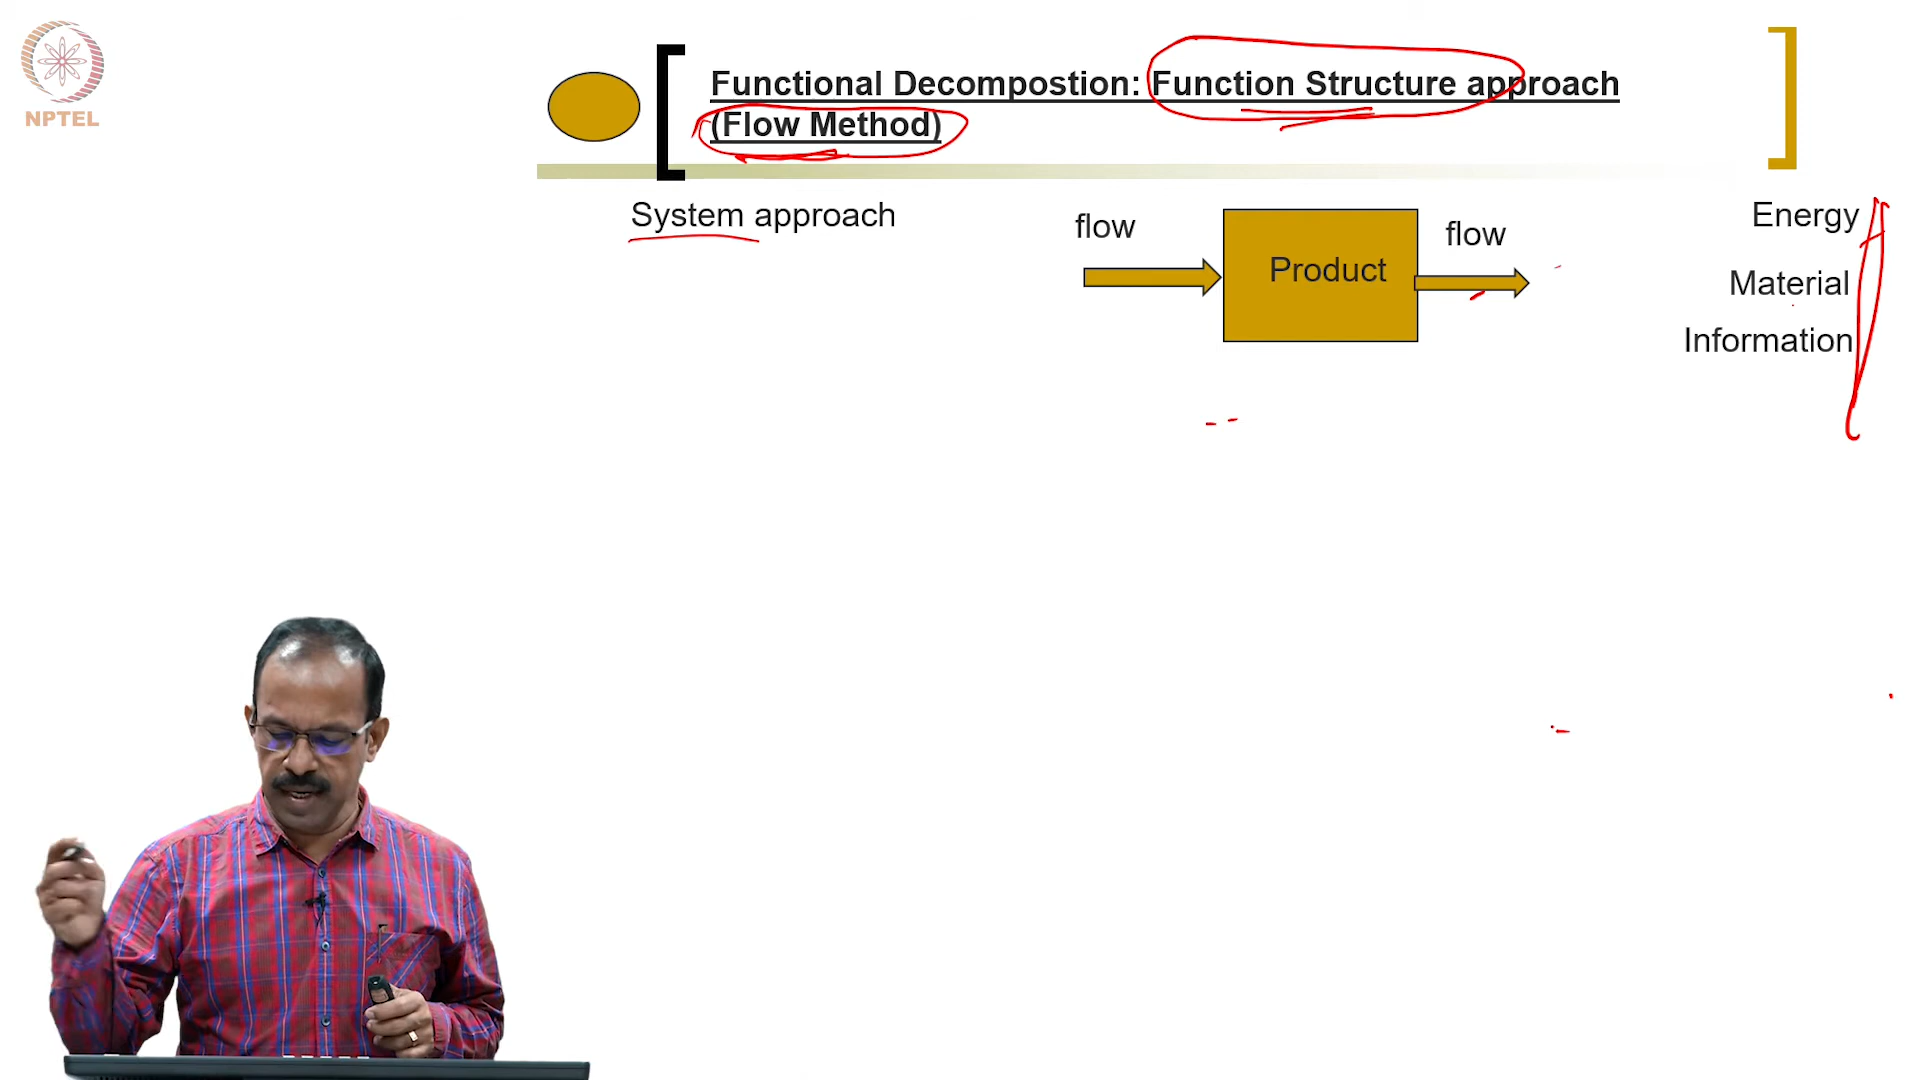 NPTEL
Functional Decompostion: Function Structure approach
(Flow Method)
System approach
flow
Product
flow
Energy
Material
Information